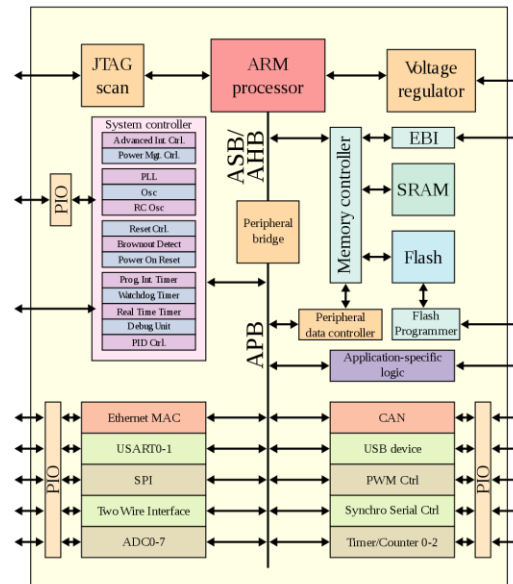 JTAG
scan
ARM
processor
Voltage
regulator
System controller
Advanced Int. Ctrl.
Power Mgt. Ctrl.
PLL
Osc
RC Osc
Reset Ctrl.
Brownout Detect
Power On Reset
Prog. Int. Timer
Watchdog Timer
Real Time Timer
Debug Unit
PID Ctrl.
PIO
ASB/
AHB
Peripheral
bridge
APB
Memory controller
EBI
SRAM
Flash
Peripheral
data controller
Flash
Programmer
Application-specific
logic
PIO
Ethernet MAC
USART0-1
SPI
Two Wire Interface
ADC0-7
CAN
USB device
PWM Ctrl
Synchro Serial Ctrl
Timer/Counter 0-2
PIO